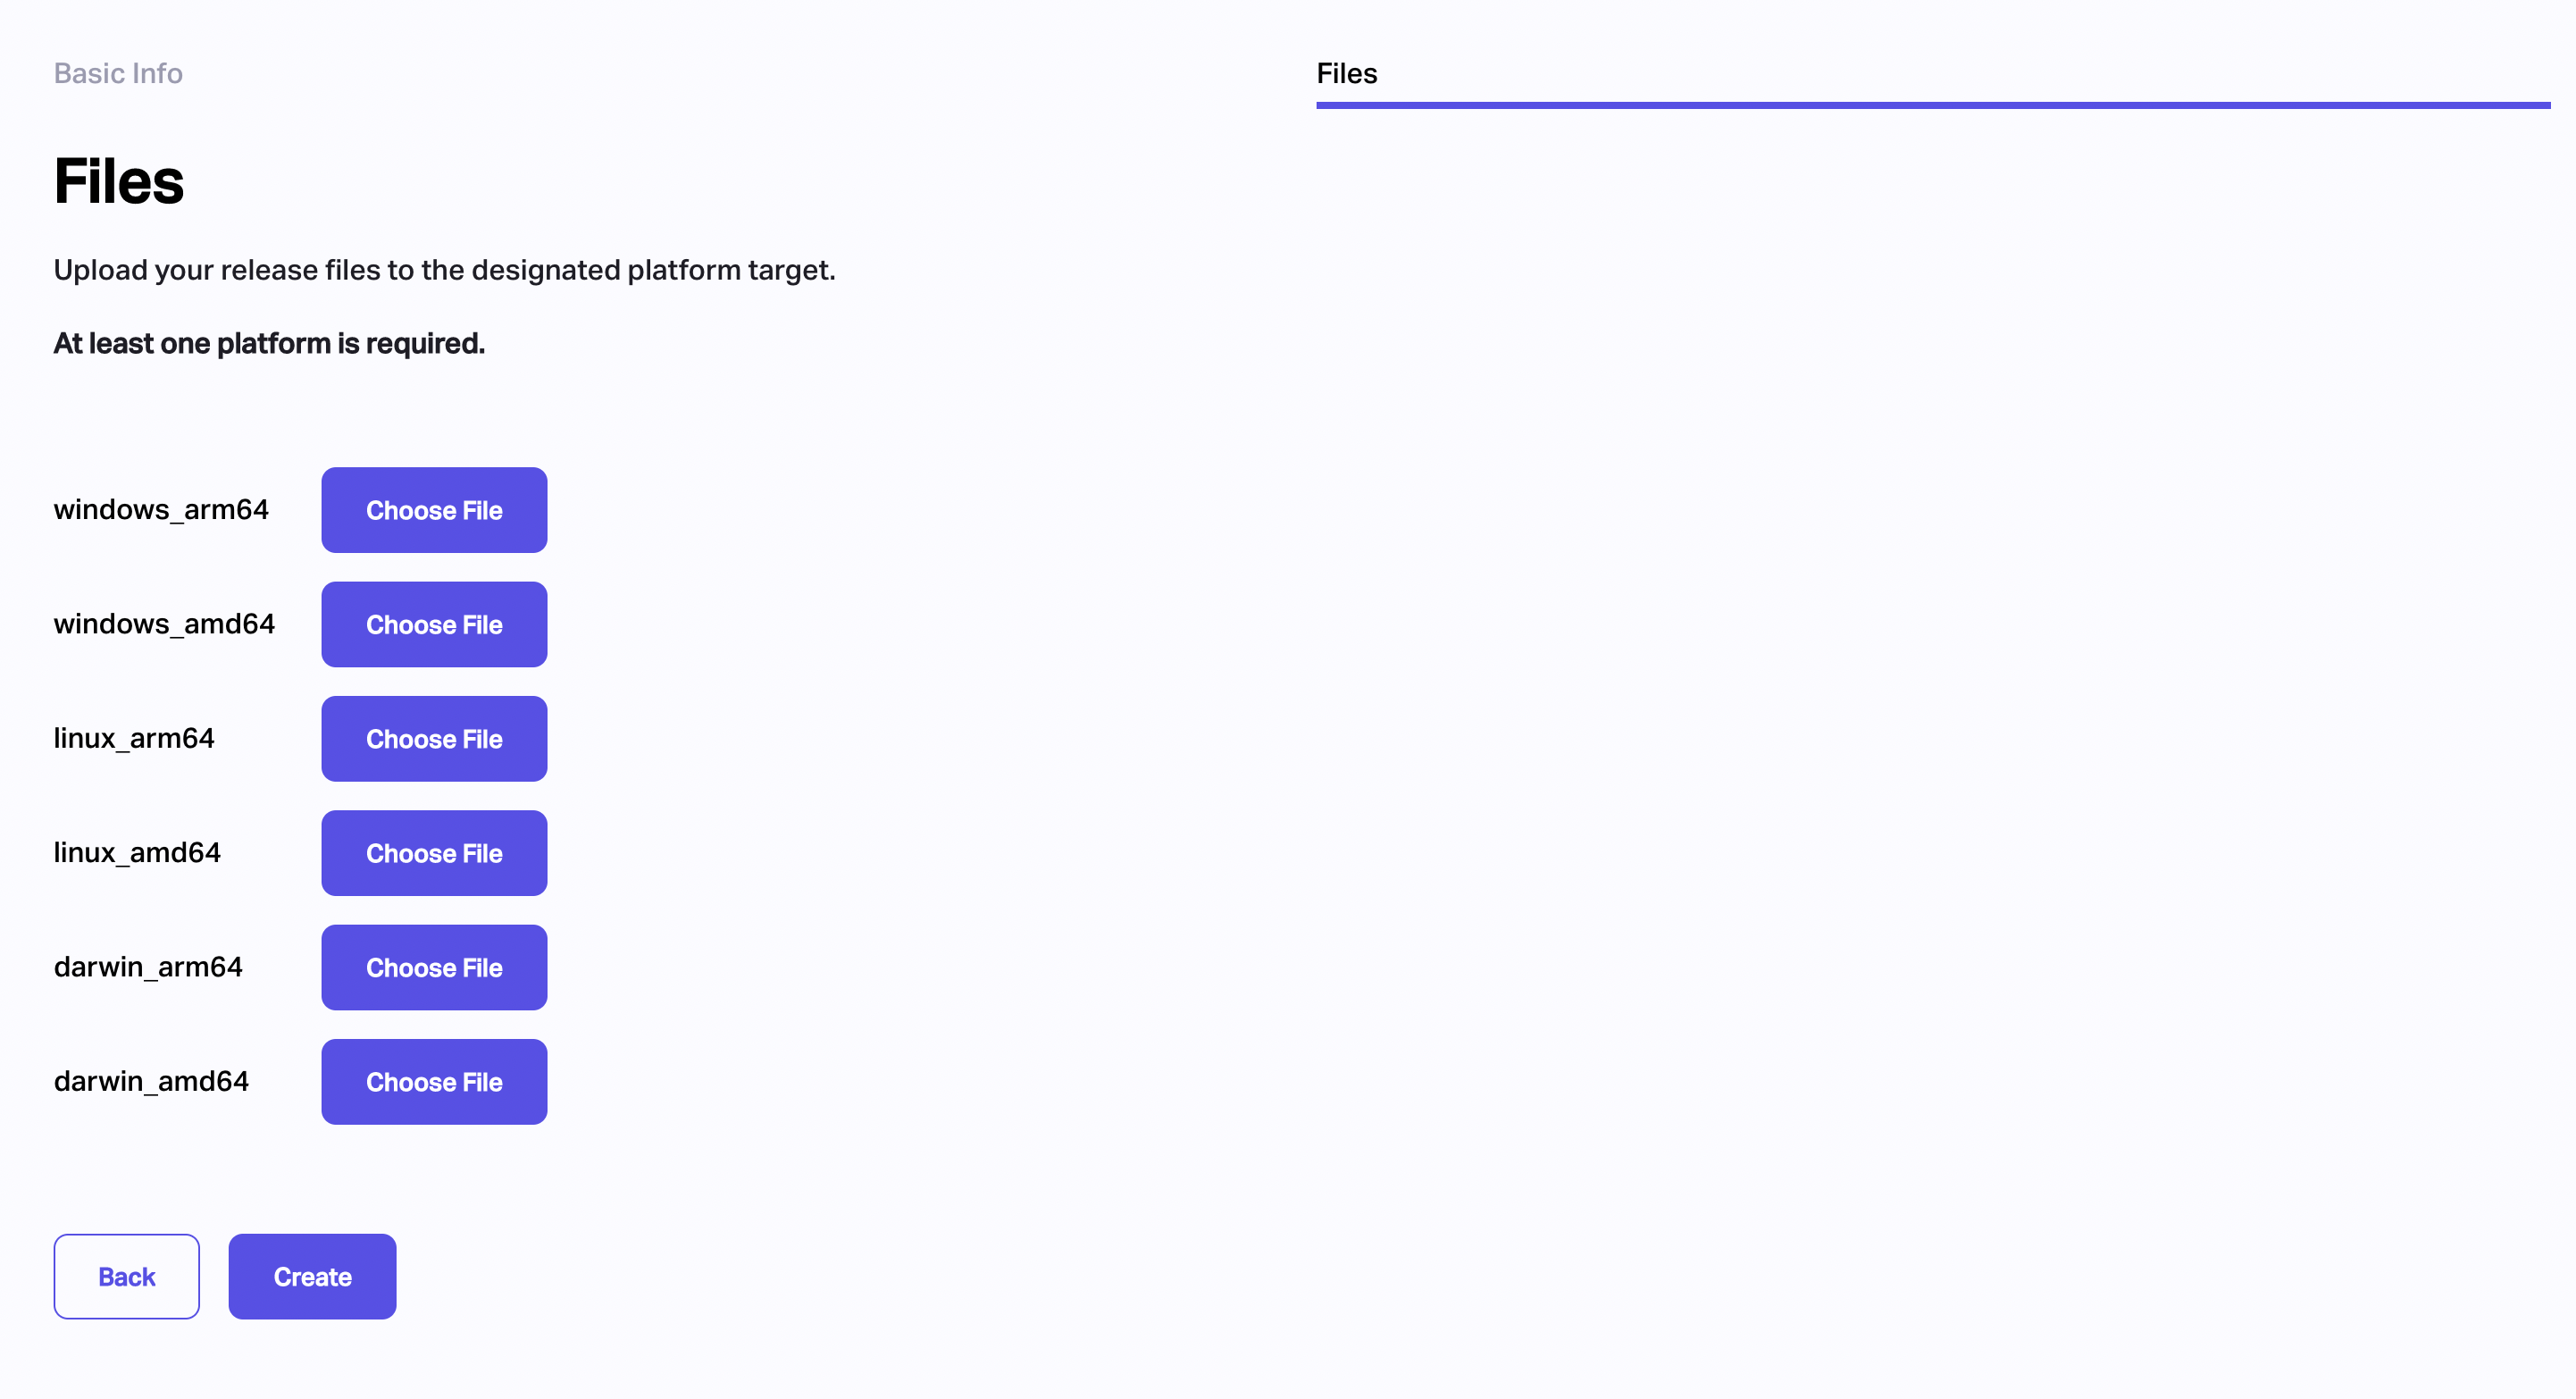 Basic Info
Files
Files
Upload your release files to the designated platform target.
At least one platform is required.
windows_arm64 Choose File
windows_amd64 Choose File
linux_arm64 Choose File
linux_amd64 Choose File
darwin_arm64 Choose File
darwin_amd64 Choose File
Back Create